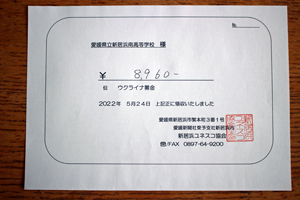 No.
愛媛県立新居浜南高等学校 様
¥ 8,960-
但 ウクライナ募金
2022年 5月24日 上記正に領収いたしました
愛媛県新居浜市繁本町3番1号
愛媛新聞社東予支社新居浜内
新居浜ユネスコ協会
FAX 0897-64-9200